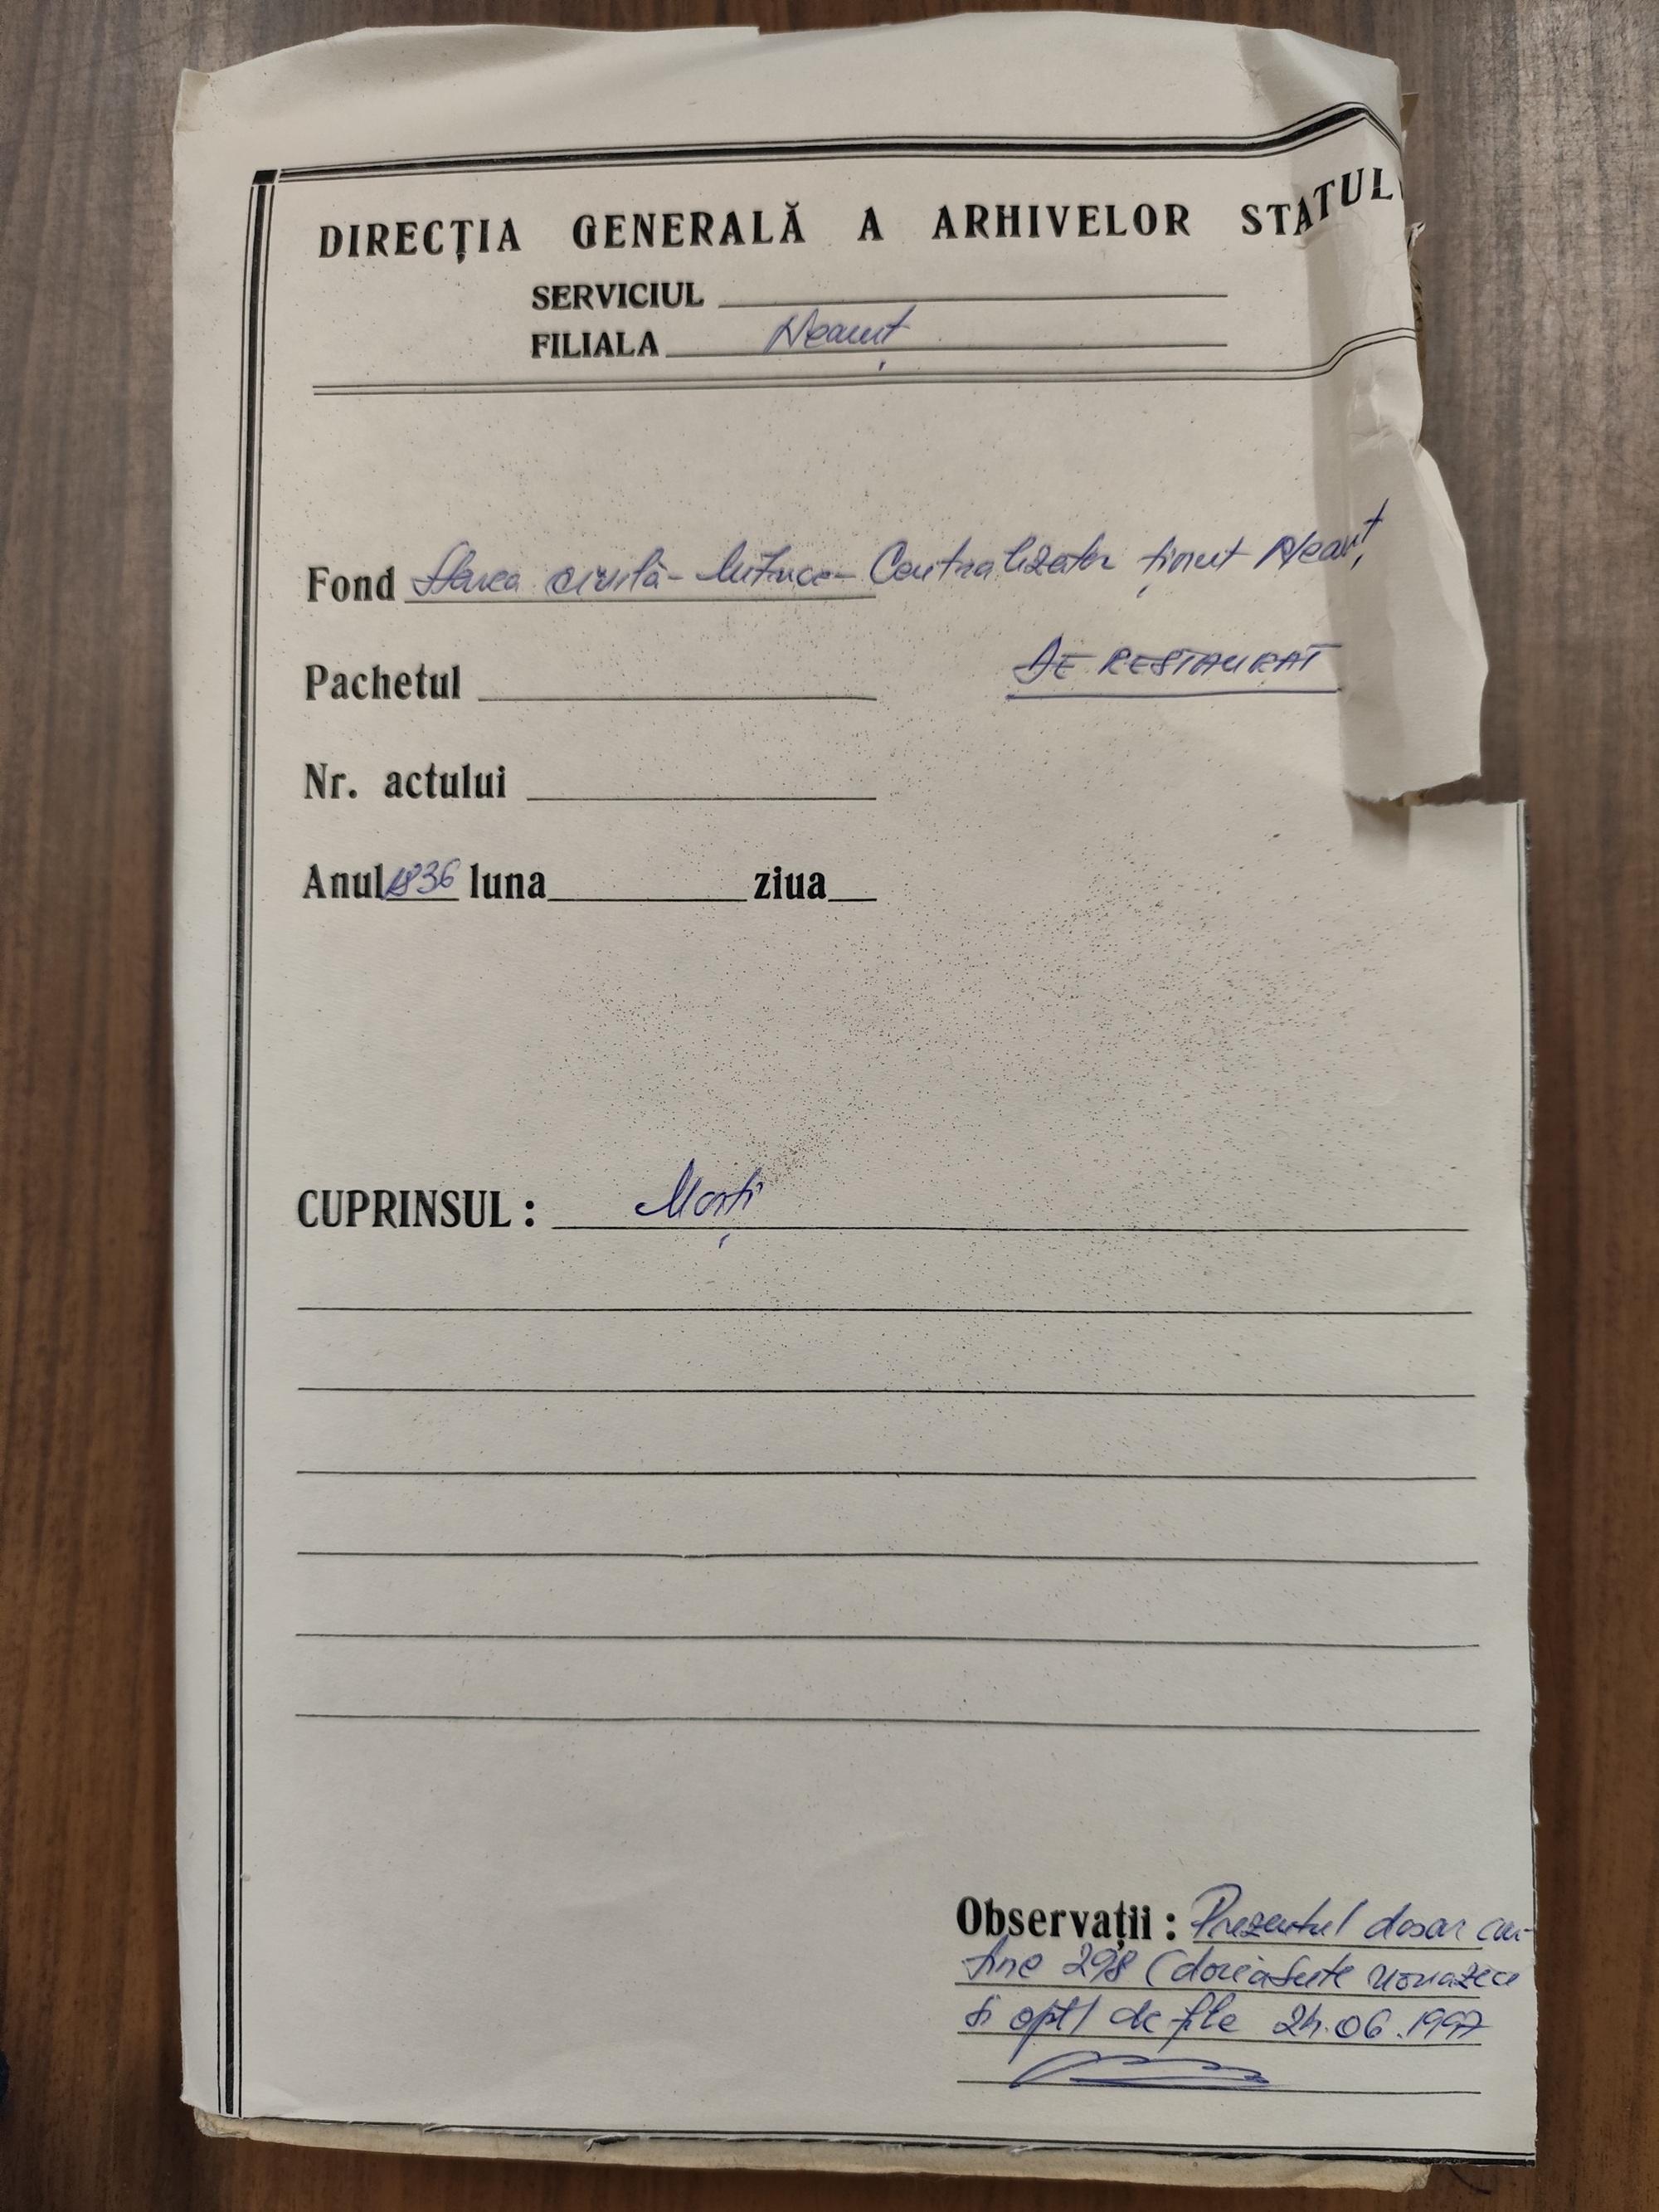 DIRECȚIA GENERALĂ A ARHIVELOR STATUL
SERVICIUL
FILIALA Neamț
Fond Starea civilă - Mitrice - Centralizator ținut Neamț
Pachetul
DE RESTAURAT
Nr. actului
Anul 1836 luna ziua
CUPRINSUL : Morți
Observații : Prezentul dosar con-
tine 298 (douăsute nouăzeci
și opt) de file 24.06.1997